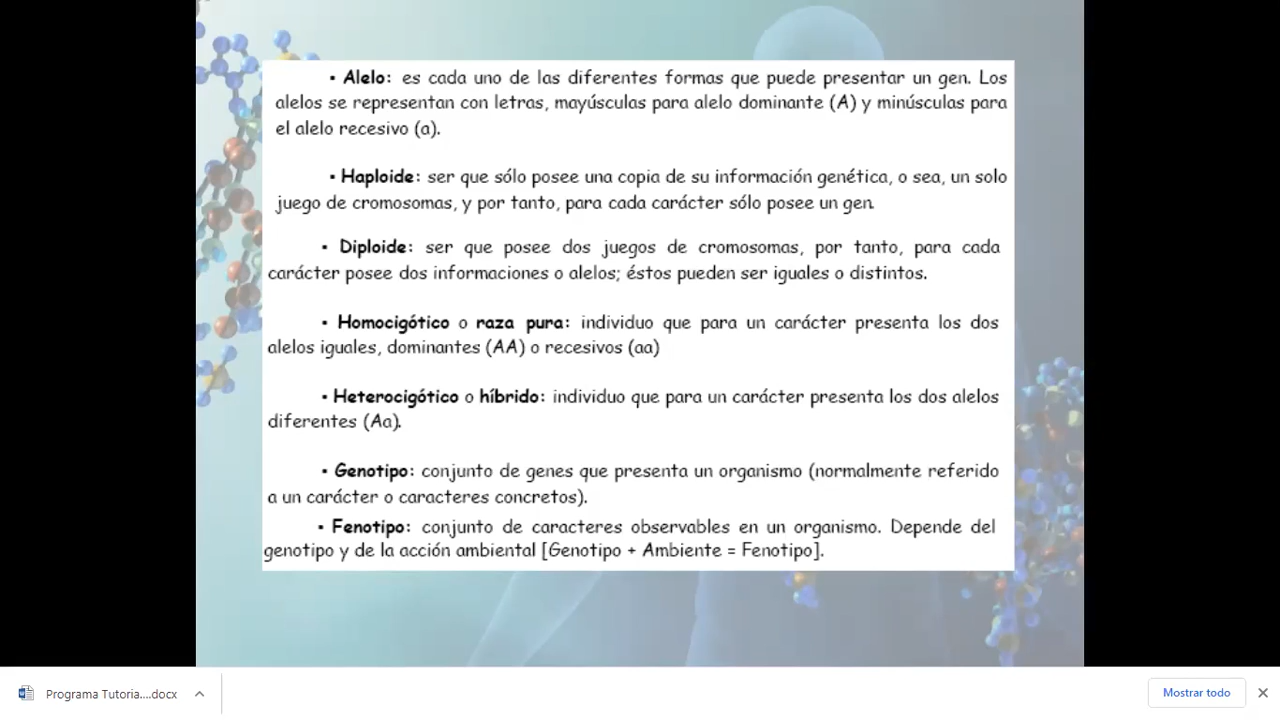 ▪ Alelo: es cada uno de las diferentes formas que puede presentar un gen. Los
alelos se representan con letras, mayúsculas para alelo dominante (A) y minúsculas para
el alelo recesivo (a).
▪ Haploide: ser que sólo posee una copia de su información genética, o sea, un solo
juego de cromosomas, y por tanto, para cada carácter sólo posee un gen.
▪ Diploide: ser que posee dos juegos de cromosomas, por tanto, para cada
carácter posee dos informaciones o alelos; éstos pueden ser iguales o distintos.
▪ Homocigótico o raza pura: individuo que para un carácter presenta los dos
alelos iguales, dominantes (AA) o recesivos (aa)
▪ Heterocigótico o híbrido: individuo que para un carácter presenta los dos alelos
diferentes (Aa).
▪ Genotipo: conjunto de genes que presenta un organismo (normalmente referido
a un carácter o caracteres concretos).
▪ Fenotipo: conjunto de caracteres observables en un organismo. Depende del
genotipo y de la acción ambiental [Genotipo + Ambiente = Fenotipo].
Programa Tutoria....docx
Mostrar todo